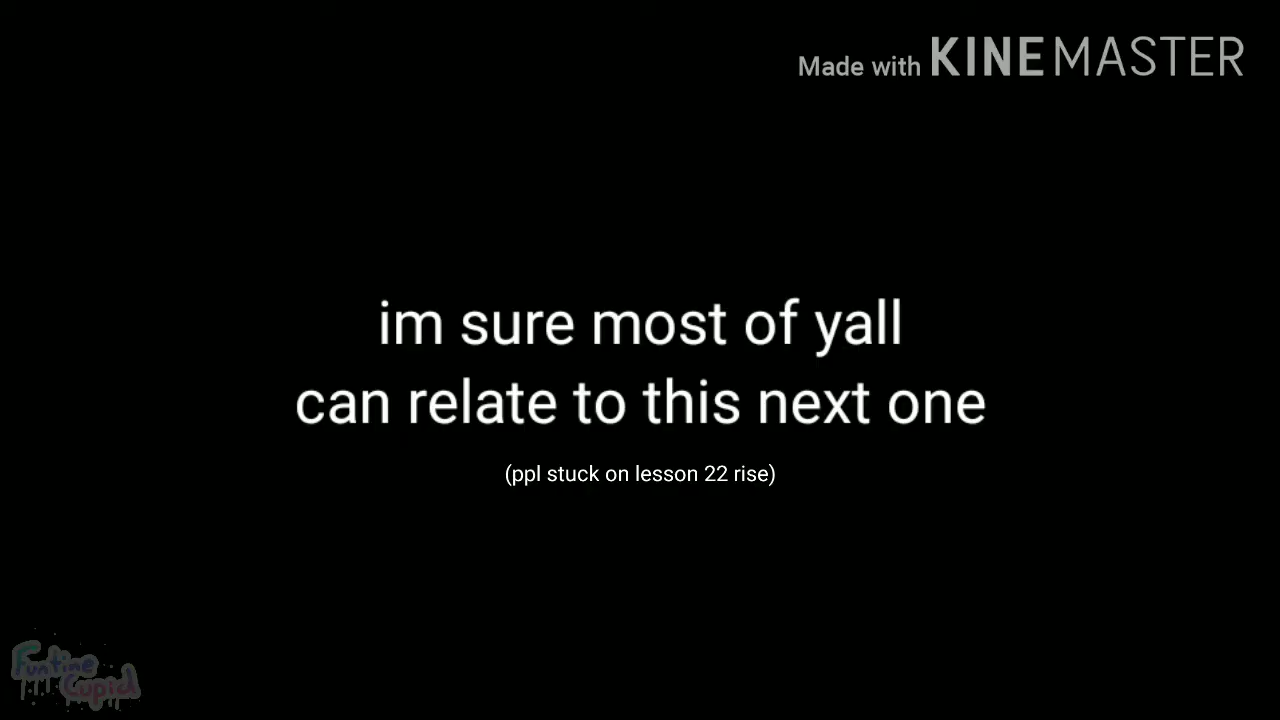 Made with KINEMASTER
im sure most of yall
can relate to this next one
(ppl stuck on lesson 22 rise)
Funtine
Cupid